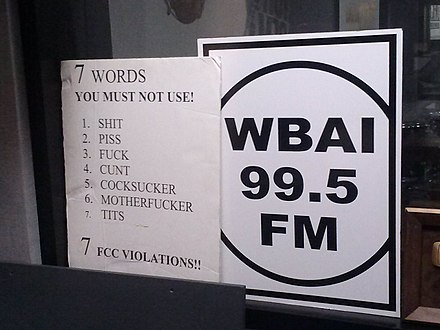 7 WORDS
YOU MUST NOT USE!
1. SHIT
2. PISS
3. FUCK
4. CUNT
5. COCKSUCKER
6. MOTHERFUCKER
7. TITS
7 FCC VIOLATIONS!!
WBAI
99.5
FM